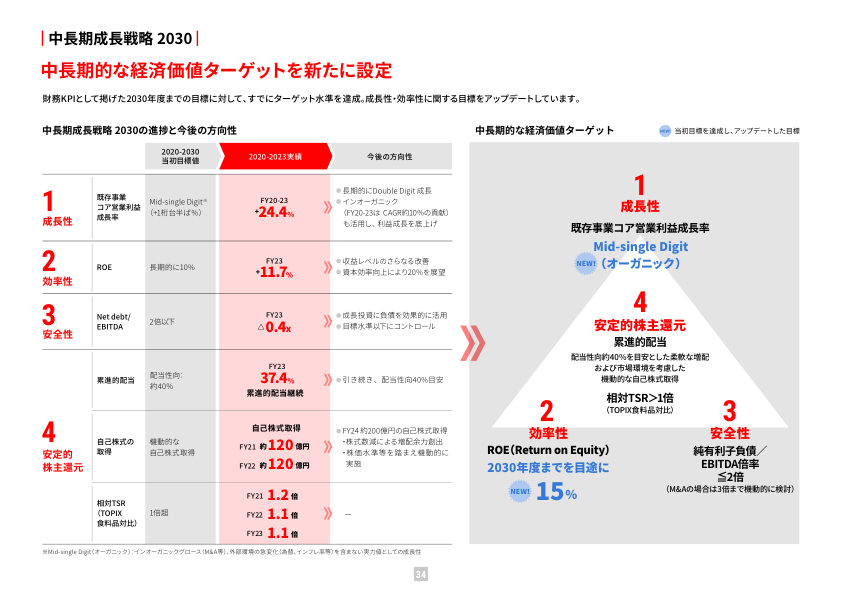 中長期成長戦略 2030
中長期的な経済価値ターゲットを新たに設定
財務KPIとして掲げた2030年度までの目標に対して、すでにターゲット水準を達成。成長性・効率性に関する目標をアップデートしています。
中長期成長戦略 2030の進捗と今後の方向性
2020-2030
当初目標値
2020-2023実績
今後の方向性
1
成長性
既存事業
コア営業利益
成長率
Mid-single Digit※
(+1桁台半ば%)
FY20-23
+24.4%
長期的にDouble Digit 成長
インオーガニック
(FY20-23は CAGR約10%の貢献)
も活用し、利益成長を底上げ
2
効率性
ROE
長期的に10%
FY23
+11.7%
収益レベルのさらなる改善
資本効率向上により20%を展望
3
安全性
Net debt/
EBITDA
2倍以下
FY23
△0.4x
成長投資に負債を効果的に活用
目標水準以下にコントロール
4
安定的
株主還元
累進的配当
配当性向:
約40%
FY23
37.4%
累進的配当継続
引き続き、配当性向40%目安
自己株式の
取得
機動的な
自己株式取得
自己株式取得
FY21 約120億円
FY22 約120億円
FY24 約200億円の自己株式取得
・株式数減による増配余力創出
・株価水準等を踏まえ機動的に
実施
相対TSR
(TOPIX
食料品対比)
1倍超
FY21 1.2倍
FY22 1.1倍
FY23 1.1倍
―
※Mid-single Digit(オーガニック):インオーガニックグロース(M&A等)、外部環境の急変化(為替、インフレ率等)を含まない実力値としての成長性
中長期的な経済価値ターゲット
NEW! 当初目標を達成し、アップデートした目標
1
成長性
既存事業コア営業利益成長率
Mid-single Digit
NEW! (オーガニック)
4
安定的株主還元
累進的配当
配当性向約40%を目安とした柔軟な増配
および市場環境を考慮した
機動的な自己株式取得
相対TSR>1倍
(TOPIX食料品対比)
2
効率性
ROE(Return on Equity)
2030年度までを目途に
NEW! 15%
3
安全性
純有利子負債/
EBITDA倍率
≦2倍
(M&Aの場合は3倍まで機動的に検討)
34